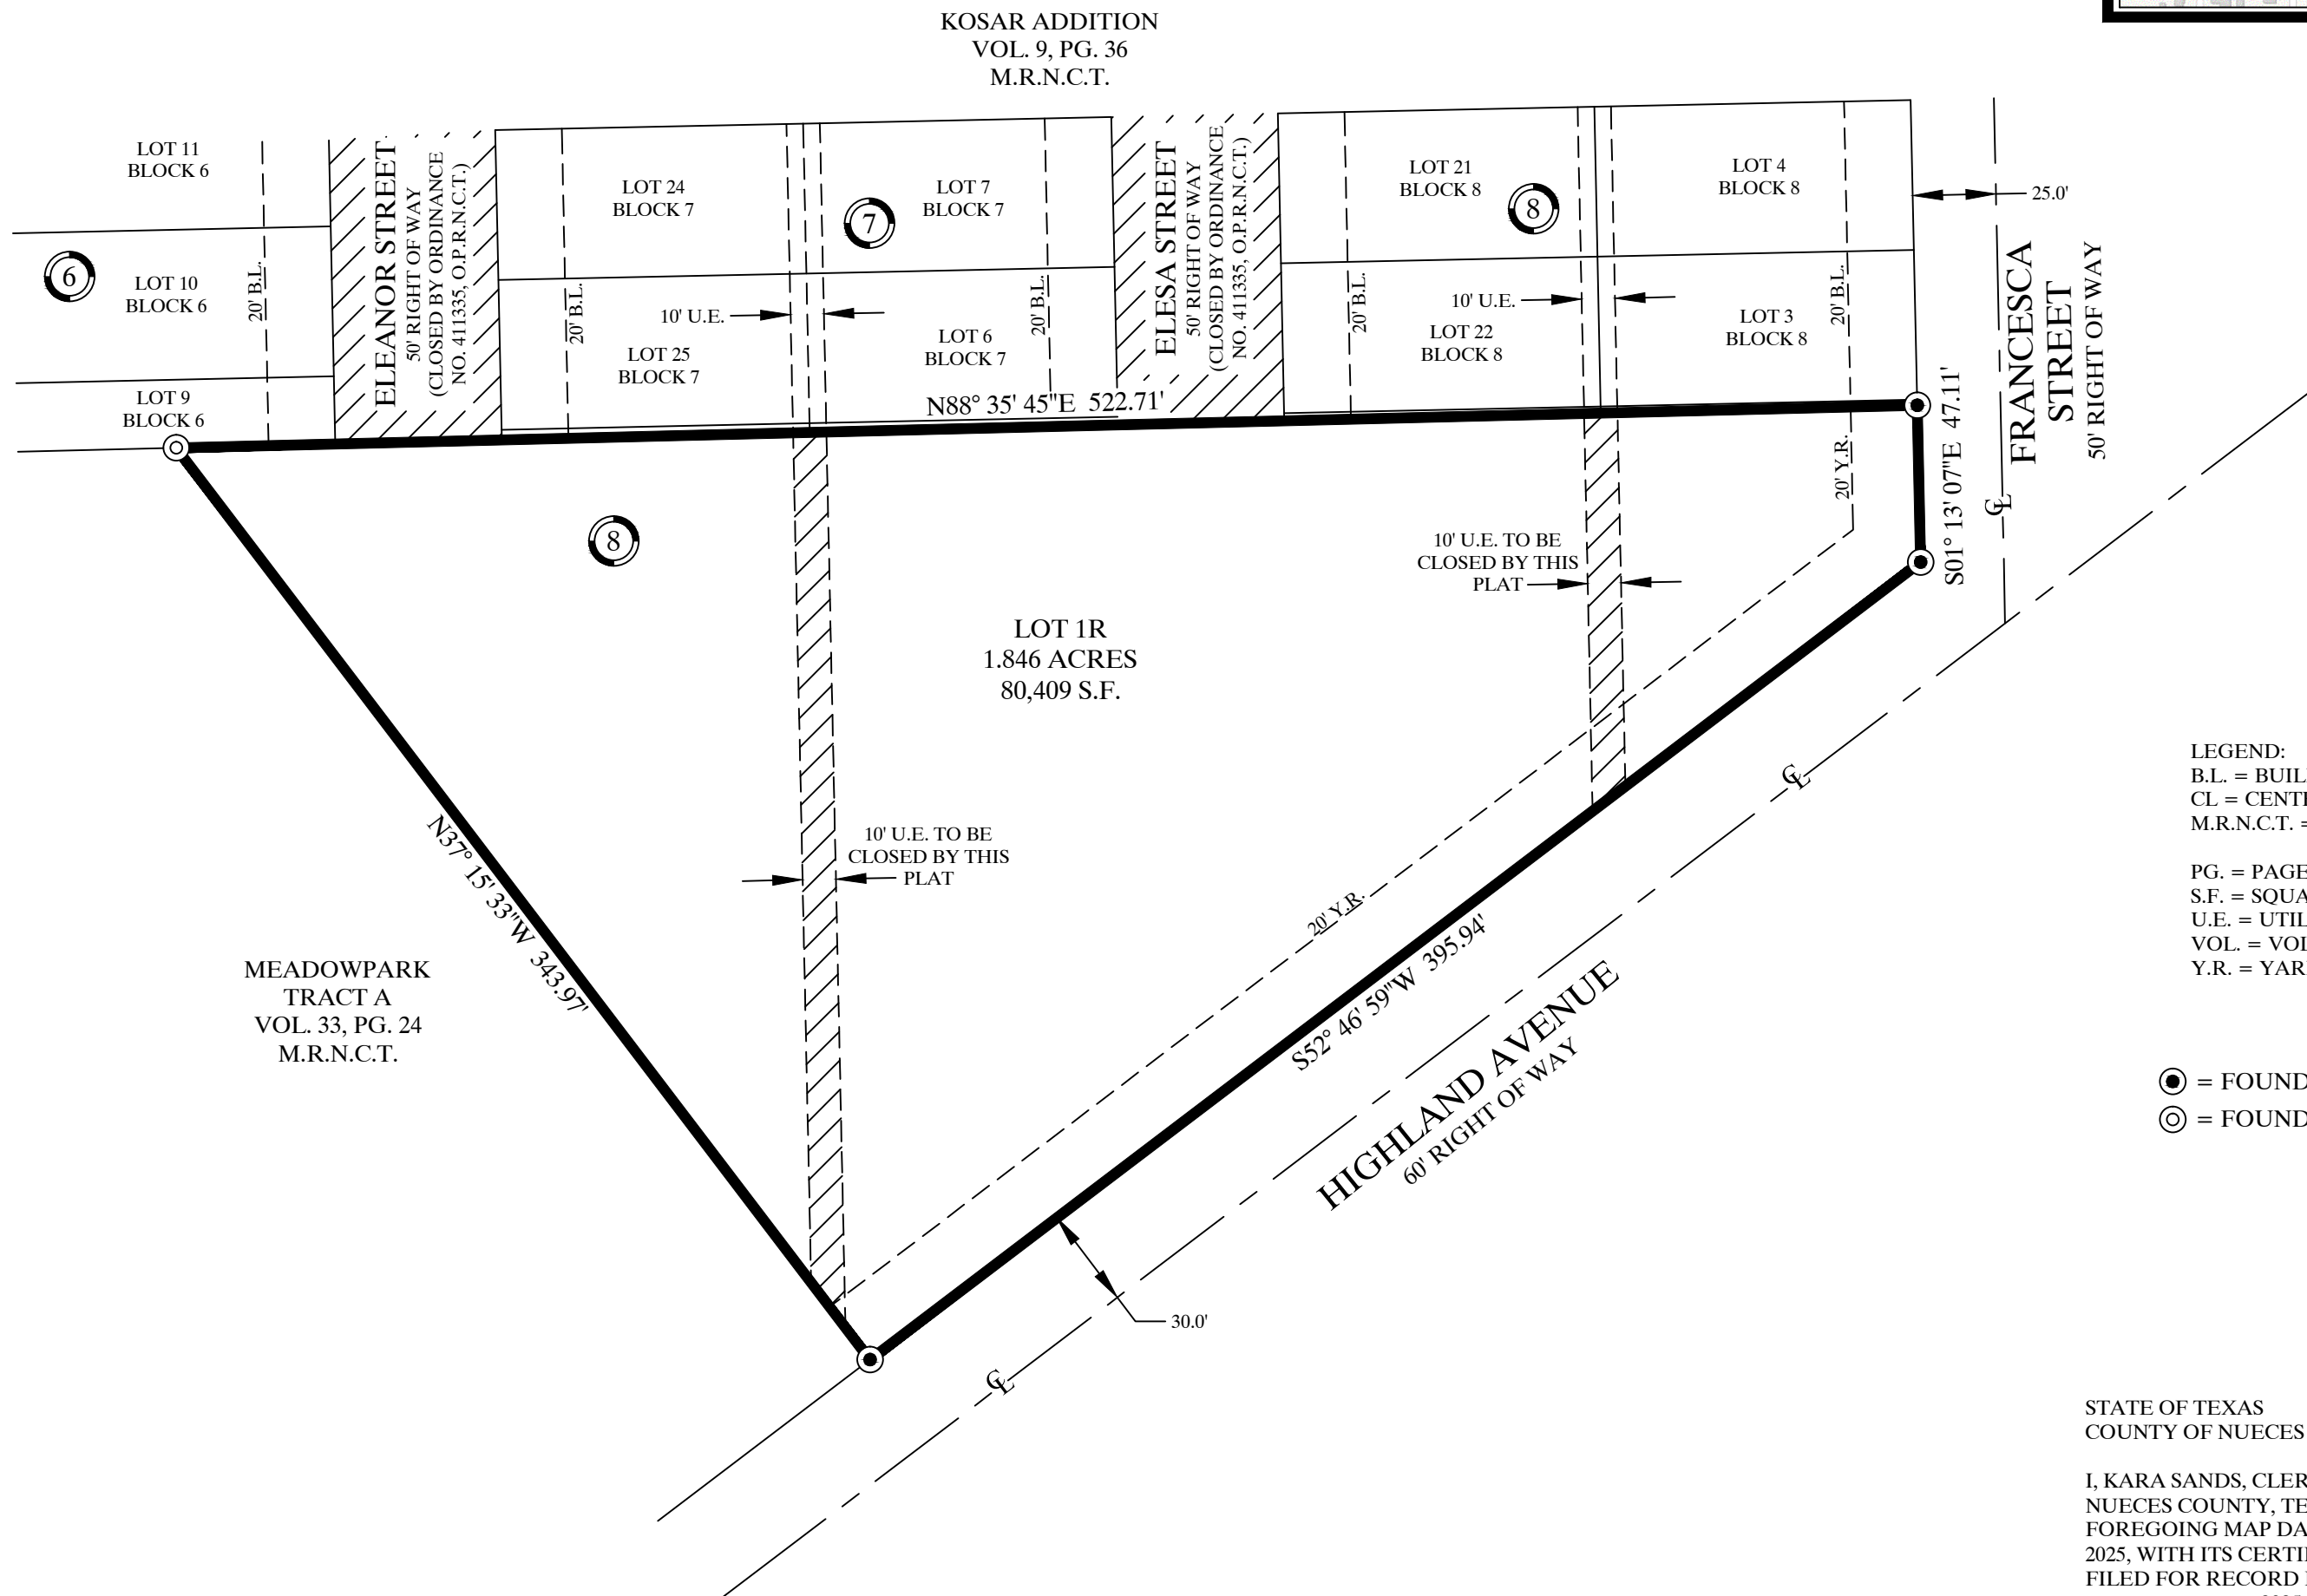 KOSAR ADDITION
VOL. 9, PG. 36
M.R.N.C.T.
LOT 11
BLOCK 6
6
LOT 10
BLOCK 6
20' B.L.
LOT 9
BLOCK 6
ELEANOR STREET
50' RIGHT OF WAY
(CLOSED BY ORDINANCE
NO. 411335, O.P.R.N.C.T.)
LOT 24
BLOCK 7
7
LOT 7
BLOCK 7
20' B.L.
10' U.E.
LOT 25
BLOCK 7
LOT 6
BLOCK 7
20' B.L.
ELESA STREET
50' RIGHT OF WAY
(CLOSED BY ORDINANCE
NO. 411335, O.P.R.N.C.T.)
LOT 21
BLOCK 8
8
LOT 4
BLOCK 8
20' B.L.
10' U.E.
LOT 22
BLOCK 8
LOT 3
BLOCK 8
20' B.L.
25.0'
FRANCESCA
STREET
50' RIGHT OF WAY
N88° 35' 45"E 522.71'
S01° 13' 07"E 47.11'
20' Y.R.
CL
8
10' U.E. TO BE
CLOSED BY THIS
PLAT
LOT 1R
1.846 ACRES
80,409 S.F.
10' U.E. TO BE
CLOSED BY THIS
PLAT
N37° 15' 33"W 343.97'
MEADOWPARK
TRACT A
VOL. 33, PG. 24
M.R.N.C.T.
20' Y.R.
S52° 46' 59"W 395.94'
CL
HIGHLAND AVENUE
60' RIGHT OF WAY
30.0'
CL
LEGEND:
B.L. = BUIL
CL = CENT
M.R.N.C.T. =
PG. = PAGE
S.F. = SQUA
U.E. = UTIL
VOL. = VOL
Y.R. = YAR
= FOUND
= FOUND
STATE OF TEXAS
COUNTY OF NUECES
I, KARA SANDS, CLER
NUECES COUNTY, TE
FOREGOING MAP DA
2025, WITH ITS CERTI
FILED FOR RECORD